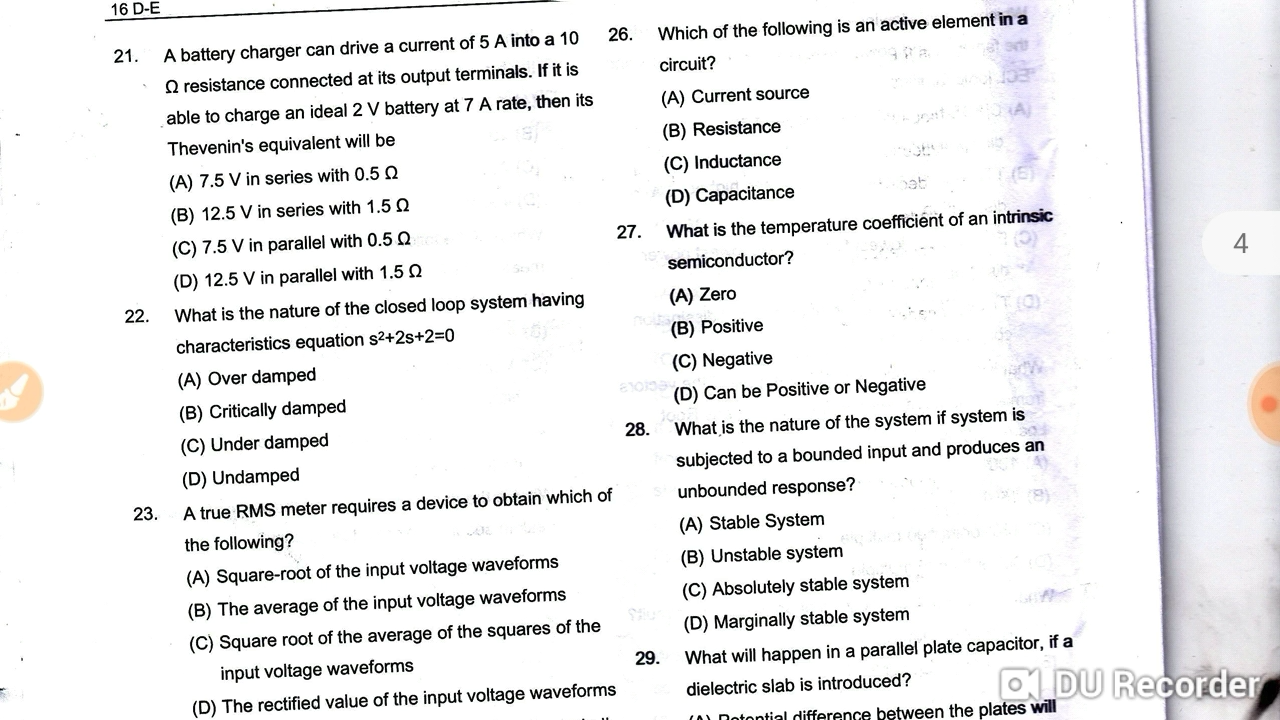 16 D-E
21. A battery charger can drive a current of 5 A into a 10
Ω resistance connected at its output terminals. If it is
able to charge an ideal 2 V battery at 7 A rate, then its
Thevenin's equivalent will be
(A) 7.5 V in series with 0.5 Ω
(B) 12.5 V in series with 1.5 Ω
(C) 7.5 V in parallel with 0.5 Ω
(D) 12.5 V in parallel with 1.5 Ω
22. What is the nature of the closed loop system having
characteristics equation s²+2s+2=0
(A) Over damped
(B) Critically damped
(C) Under damped
(D) Undamped
23. A true RMS meter requires a device to obtain which of
the following?
(A) Square-root of the input voltage waveforms
(B) The average of the input voltage waveforms
(C) Square root of the average of the squares of the
input voltage waveforms
(D) The rectified value of the input voltage waveforms
26. Which of the following is an active element in a
circuit?
(A) Current source
(B) Resistance
(C) Inductance
(D) Capacitance
27. What is the temperature coefficient of an intrinsic
semiconductor?
(A) Zero
(B) Positive
(C) Negative
(D) Can be Positive or Negative
28. What is the nature of the system if system is
subjected to a bounded input and produces an
unbounded response?
(A) Stable System
(B) Unstable system
(C) Absolutely stable system
(D) Marginally stable system
29. What will happen in a parallel plate capacitor, if a
dielectric slab is introduced?
(A) Potential difference between the plates will
4
DU Recorder